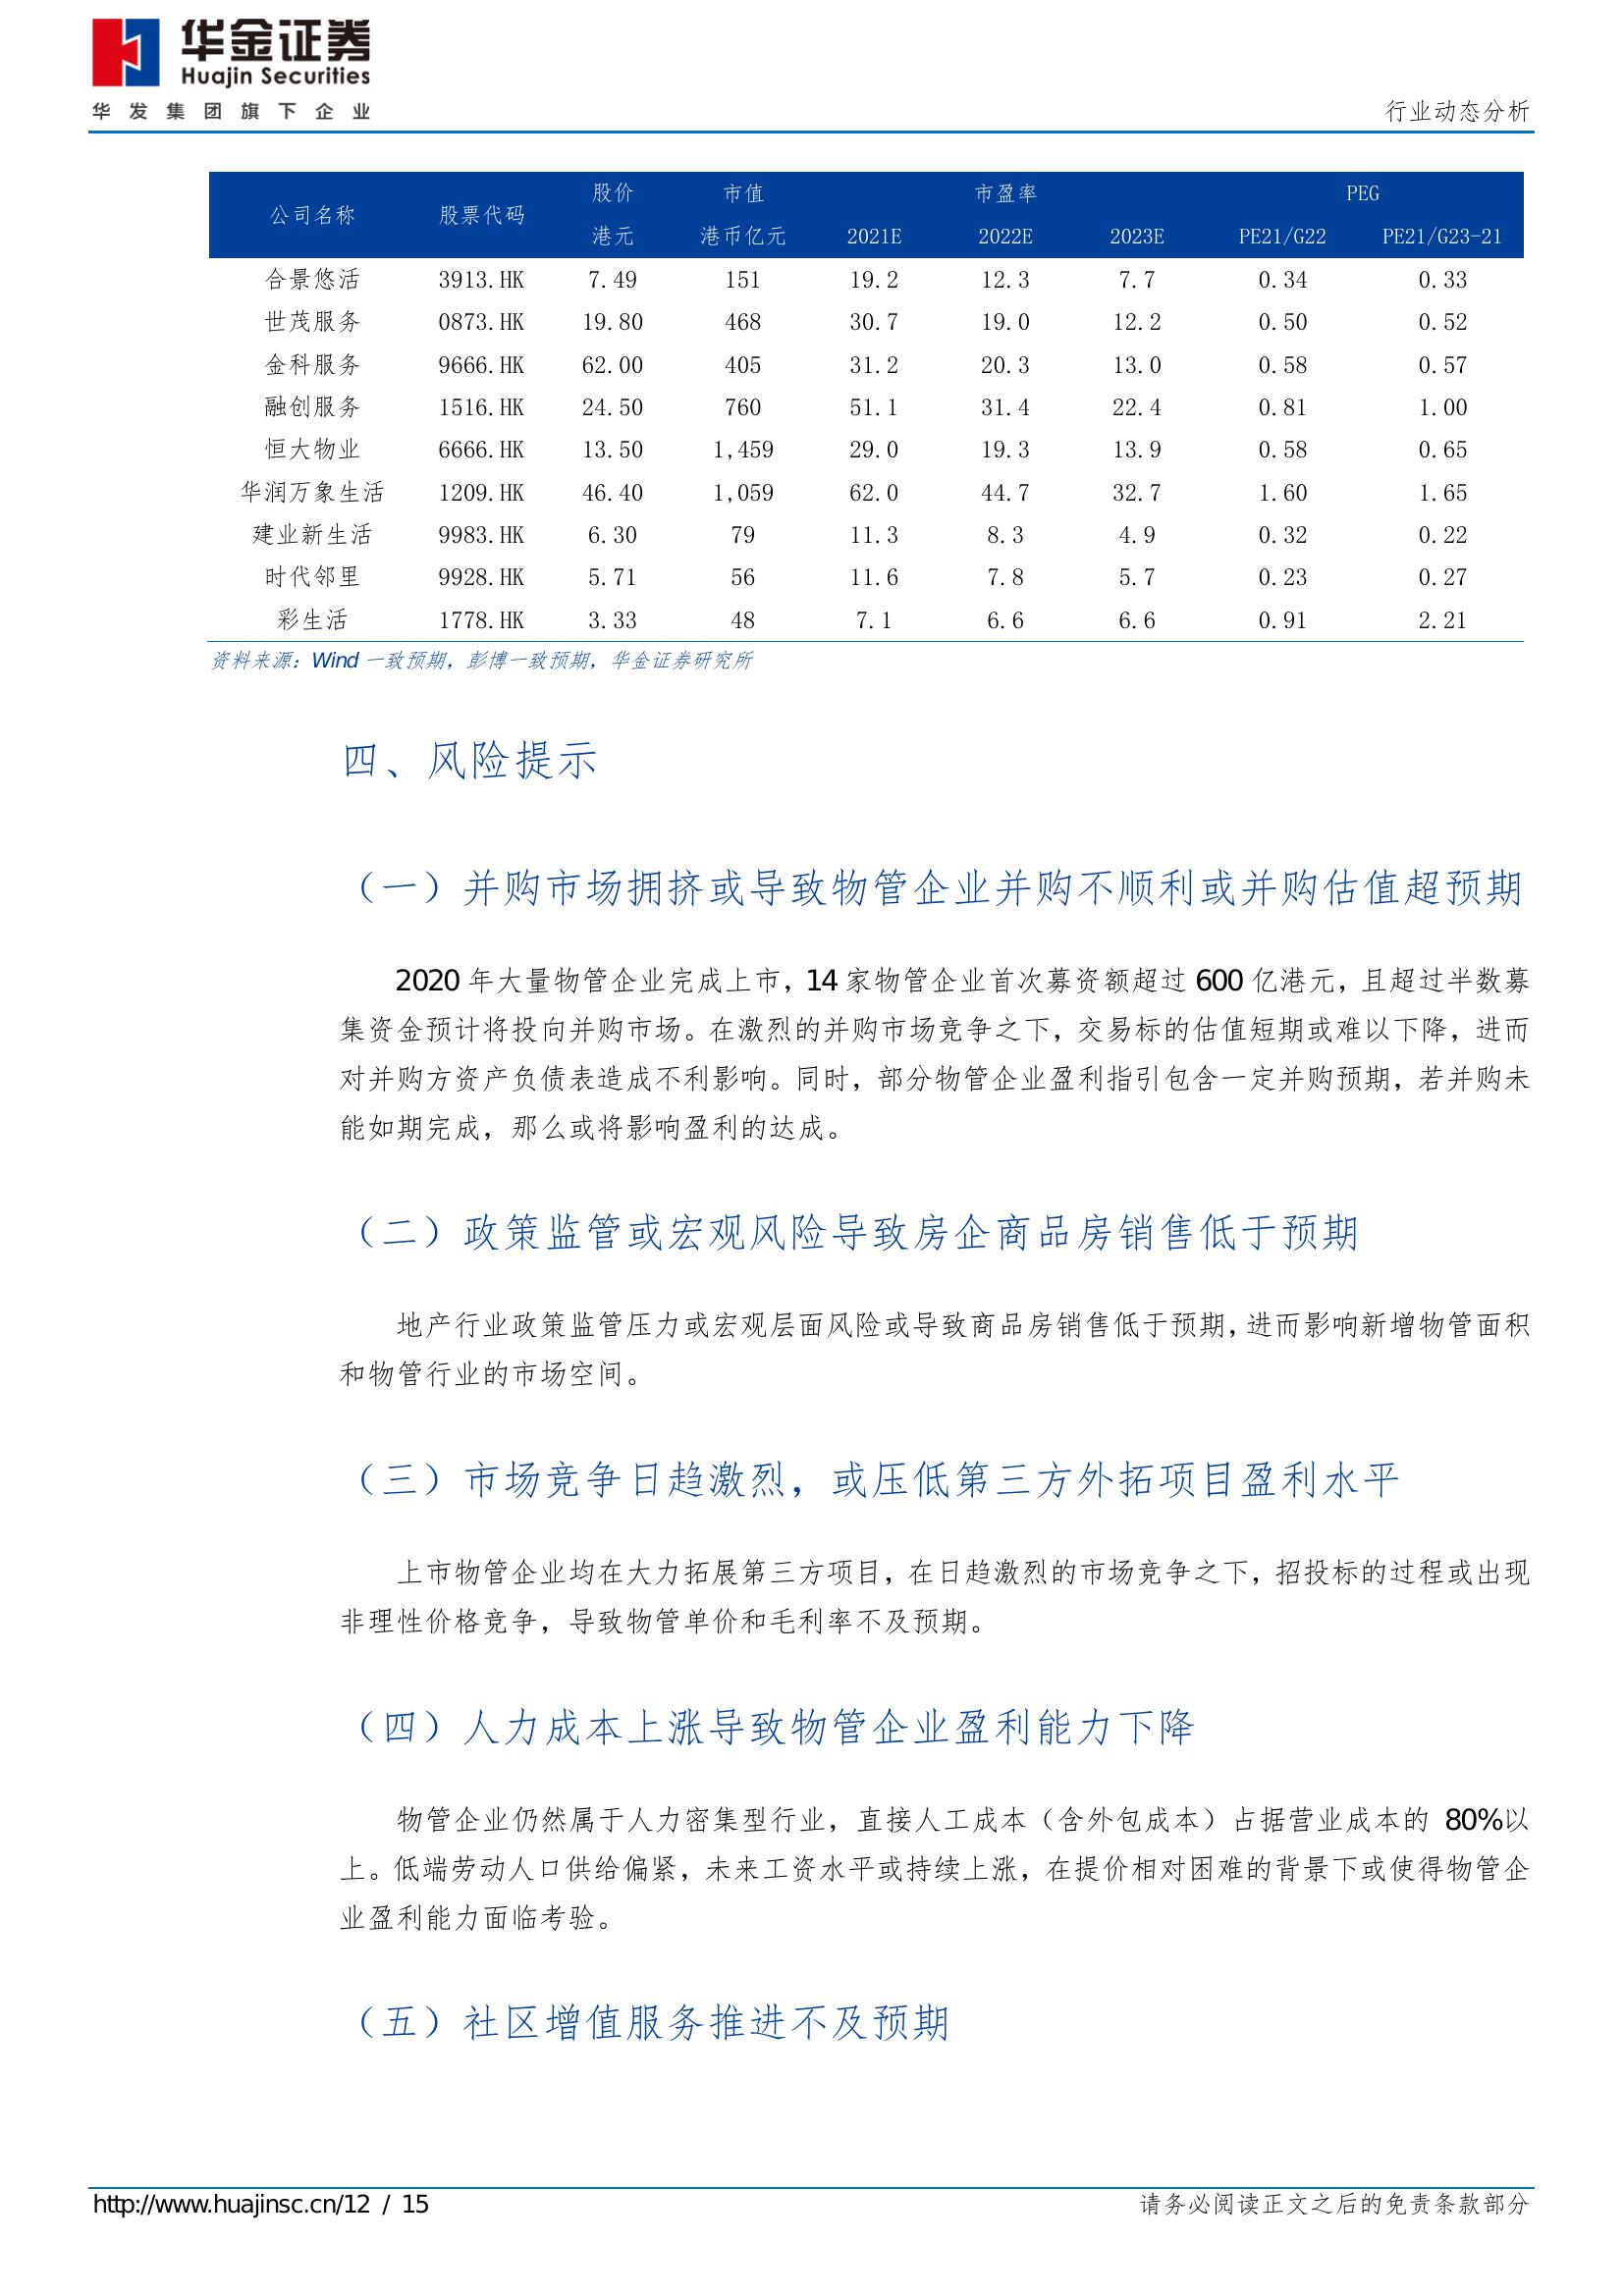 华金证券
Huajin Securities
华发集团旗下企业
行业动态分析
公司名称 股票代码 股价 市值 市盈率 PEG
港元 港币亿元 2021E 2022E 2023E PE21/G22 PE21/G23-21
合景悠活 3913.HK 7.49 151 19.2 12.3 7.7 0.34 0.33
世茂服务 0873.HK 19.80 468 30.7 19.0 12.2 0.50 0.52
金科服务 9666.HK 62.00 405 31.2 20.3 13.0 0.58 0.57
融创服务 1516.HK 24.50 760 51.1 31.4 22.4 0.81 1.00
恒大物业 6666.HK 13.50 1,459 29.0 19.3 13.9 0.58 0.65
华润万象生活 1209.HK 46.40 1,059 62.0 44.7 32.7 1.60 1.65
建业新生活 9983.HK 6.30 79 11.3 8.3 4.9 0.32 0.22
时代邻里 9928.HK 5.71 56 11.6 7.8 5.7 0.23 0.27
彩生活 1778.HK 3.33 48 7.1 6.6 6.6 0.91 2.21
资料来源：Wind 一致预期，彭博一致预期，华金证券研究所
四、风险提示
（一）并购市场拥挤或导致物管企业并购不顺利或并购估值超预期
2020 年大量物管企业完成上市，14 家物管企业首次募资额超过 600 亿港元，且超过半数募
集资金预计将投向并购市场。在激烈的并购市场竞争之下，交易标的估值短期或难以下降，进而
对并购方资产负债表造成不利影响。同时，部分物管企业盈利指引包含一定并购预期，若并购未
能如期完成，那么或将影响盈利的达成。
（二）政策监管或宏观风险导致房企商品房销售低于预期
地产行业政策监管压力或宏观层面风险或导致商品房销售低于预期，进而影响新增物管面积
和物管行业的市场空间。
（三）市场竞争日趋激烈，或压低第三方外拓项目盈利水平
上市物管企业均在大力拓展第三方项目，在日趋激烈的市场竞争之下，招投标的过程或出现
非理性价格竞争，导致物管单价和毛利率不及预期。
（四）人力成本上涨导致物管企业盈利能力下降
物管企业仍然属于人力密集型行业，直接人工成本（含外包成本）占据营业成本的 80%以
上。低端劳动人口供给偏紧，未来工资水平或持续上涨，在提价相对困难的背景下或使得物管企
业盈利能力面临考验。
（五）社区增值服务推进不及预期
http://www.huajinsc.cn/12 / 15
请务必阅读正文之后的免责条款部分